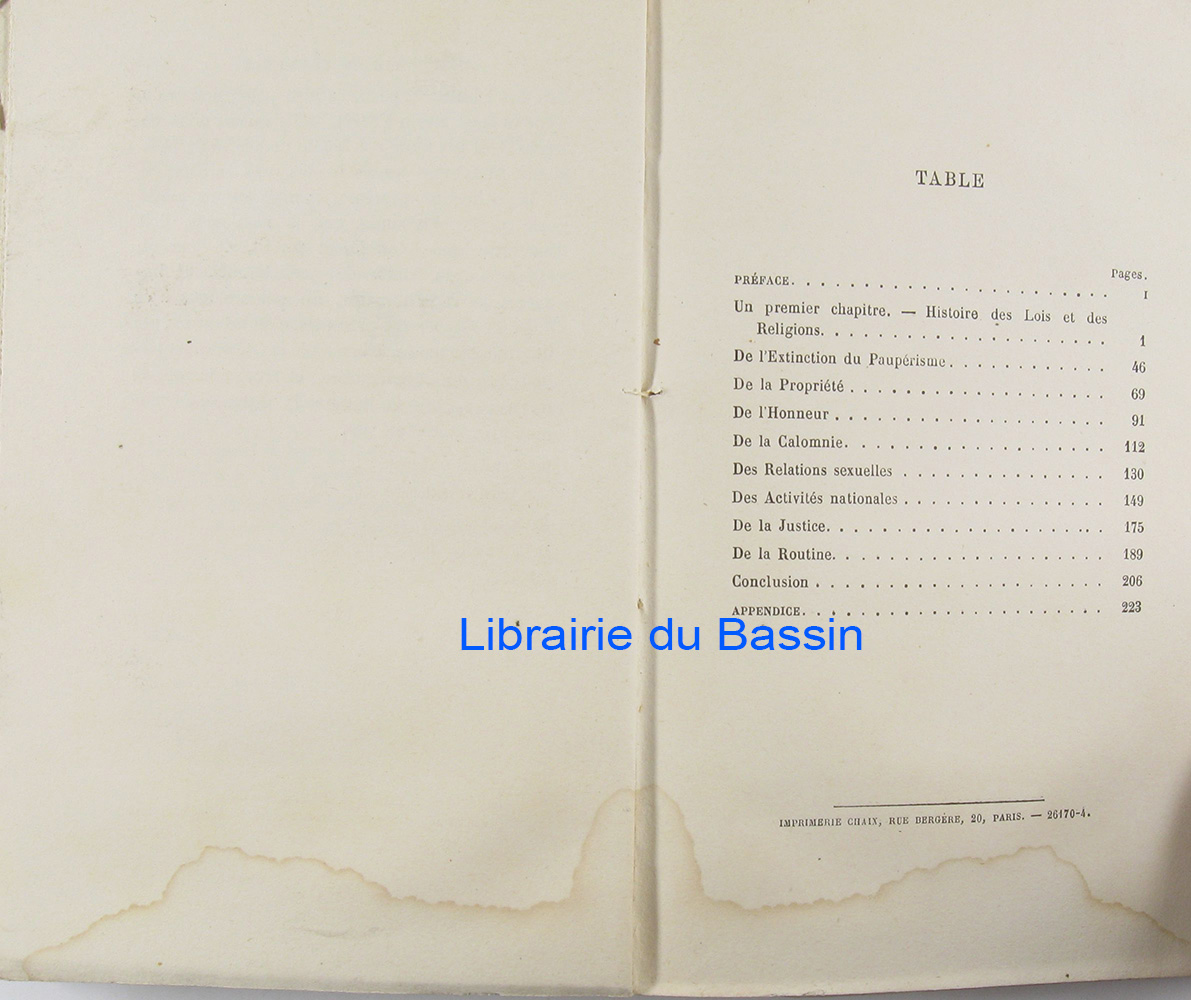 TABLE
Pages.
PRÉFACE. . . . . . . . . . . . . . . . . . . . . . . I
Un premier chapitre. — Histoire des Lois et des
Religions. . . . . . . . . . . . . . . . . . . . . 1
De l'Extinction du Paupérisme . . . . . . . . . . . . 46
De la Propriété . . . . . . . . . . . . . . . . . . 69
De l'Honneur . . . . . . . . . . . . . . . . . . . 91
De la Calomnie. . . . . . . . . . . . . . . . . . . 112
Des Relations sexuelles . . . . . . . . . . . . . . . 130
Des Activités nationales . . . . . . . . . . . . . . . 149
De la Justice. . . . . . . . . . . . . . . . . . . . 175
De la Routine. . . . . . . . . . . . . . . . . . . . 189
Conclusion . . . . . . . . . . . . . . . . . . . . . 206
APPENDICE. . . . . . . . . . . . . . . . . . . . . . 223
Librairie du Bassin
IMPRIMERIE CHAIX, RUE BERGÈRE, 20, PARIS. — 26170-4.